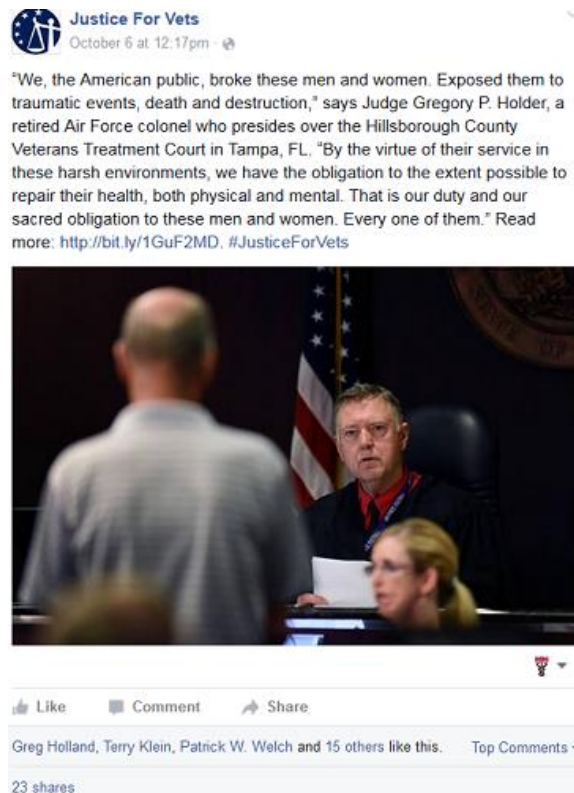 Justice For Vets
October 6 at 12:17pm ·
"We, the American public, broke these men and women. Exposed them to
traumatic events, death and destruction," says Judge Gregory P. Holder, a
retired Air Force colonel who presides over the Hillsborough County
Veterans Treatment Court in Tampa, FL. "By the virtue of their service in
these harsh environments, we have the obligation to the extent possible to
repair their health, both physical and mental. That is our duty and our
sacred obligation to these men and women. Every one of them." Read
more: http://bit.ly/1GuF2MD. #JusticeForVets
STATE OF
Like Comment Share
Greg Holland, Terry Klein, Patrick W. Welch and 15 others like this. Top Comments
23 shares